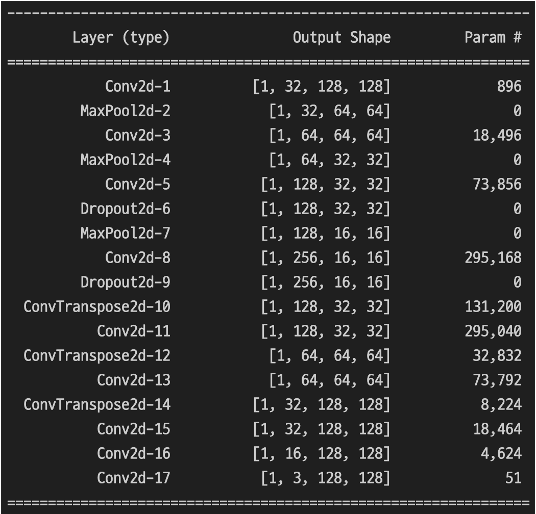 ----------------------------------------------------------------
Layer (type) Output Shape Param #
================================================================
Conv2d-1 [1, 32, 128, 128] 896
MaxPool2d-2 [1, 32, 64, 64] 0
Conv2d-3 [1, 64, 64, 64] 18,496
MaxPool2d-4 [1, 64, 32, 32] 0
Conv2d-5 [1, 128, 32, 32] 73,856
Dropout2d-6 [1, 128, 32, 32] 0
MaxPool2d-7 [1, 128, 16, 16] 0
Conv2d-8 [1, 256, 16, 16] 295,168
Dropout2d-9 [1, 256, 16, 16] 0
ConvTranspose2d-10 [1, 128, 32, 32] 131,200
Conv2d-11 [1, 128, 32, 32] 295,040
ConvTranspose2d-12 [1, 64, 64, 64] 32,832
Conv2d-13 [1, 64, 64, 64] 73,792
ConvTranspose2d-14 [1, 32, 128, 128] 8,224
Conv2d-15 [1, 32, 128, 128] 18,464
Conv2d-16 [1, 16, 128, 128] 4,624
Conv2d-17 [1, 3, 128, 128] 51
================================================================